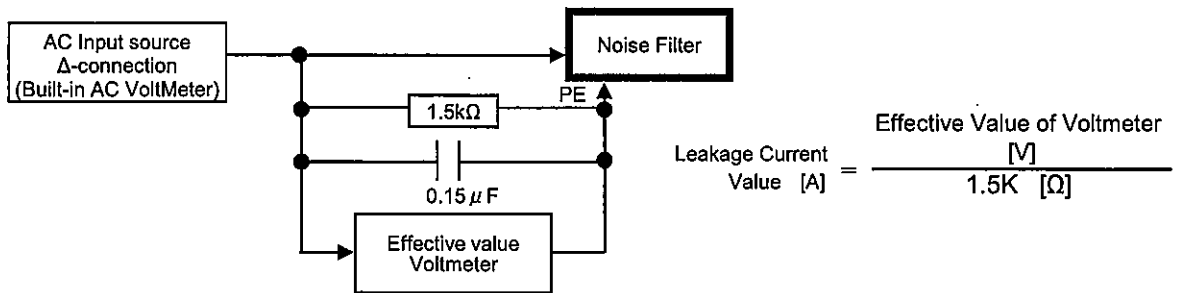 AC Input source
Δ-connection
(Built-in AC VoltMeter)
Noise Filter
PE
1.5kΩ
0.15μF
Effective value
Voltmeter
Leakage Current
Value [A]
=
Effective Value of Voltmeter
[V]
1.5K [Ω]